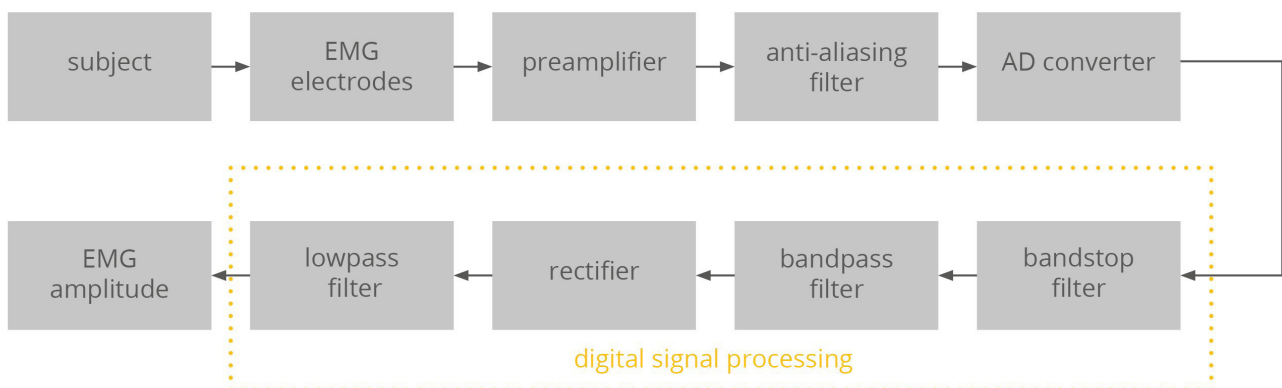 subject
EMG
electrodes
preamplifier
anti-aliasing
filter
AD converter
EMG
amplitude
lowpass
filter
rectifier
bandpass
filter
bandstop
filter
digital signal processing